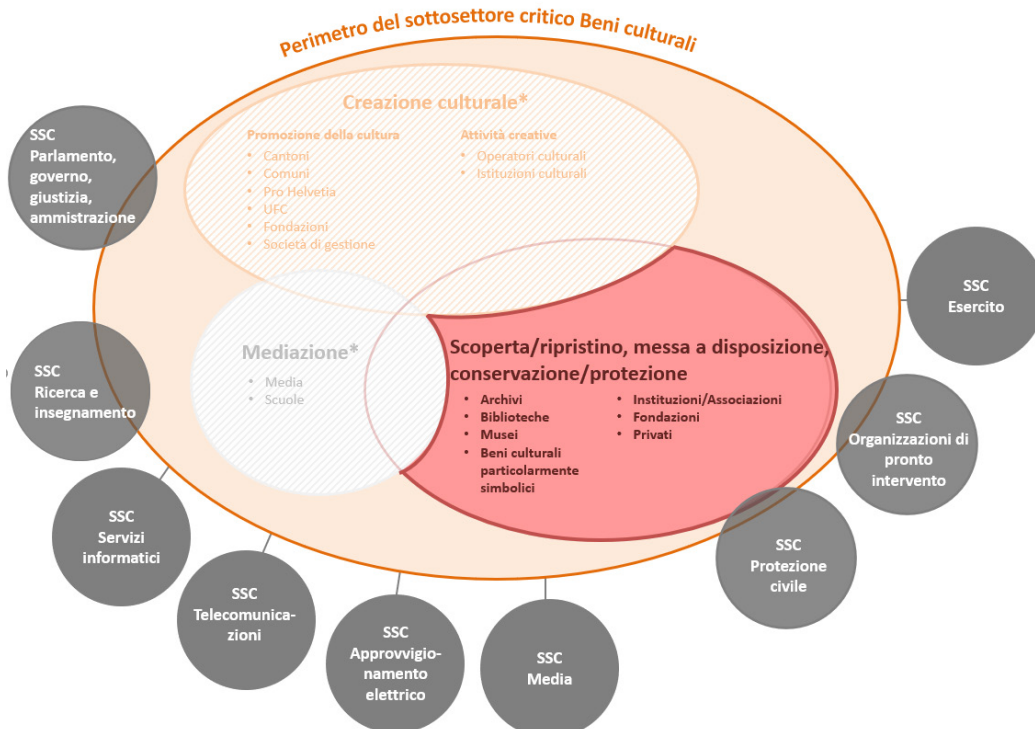 Perimetro del sottosettore critico Beni culturali
Creazione culturale*
Promozione della cultura
• Cantoni
• Comuni
• Pro Helvetia
• UFC
• Fondazioni
• Società di gestione
Attività creative
• Operatori culturali
• Istituzioni culturali
SSC
Parlamento,
governo,
giustizia,
ammistrazione
SSC
Esercito
Mediazione*
• Media
• Scuole
Scoperta/ripristino, messa a disposizione,
conservazione/protezione
• Archivi
• Biblioteche
• Musei
• Beni culturali
particolarmente
simbolici
• Instituzioni/Associazioni
• Fondazioni
• Privati
SSC
Ricerca e
insegnamento
SSC
Organizzazioni di
pronto
intervento
SSC
Servizi
informatici
SSC
Protezione
civile
SSC
Telecomunica-
zioni
SSC
Approvvigio-
namento
elettrico
SSC
Media